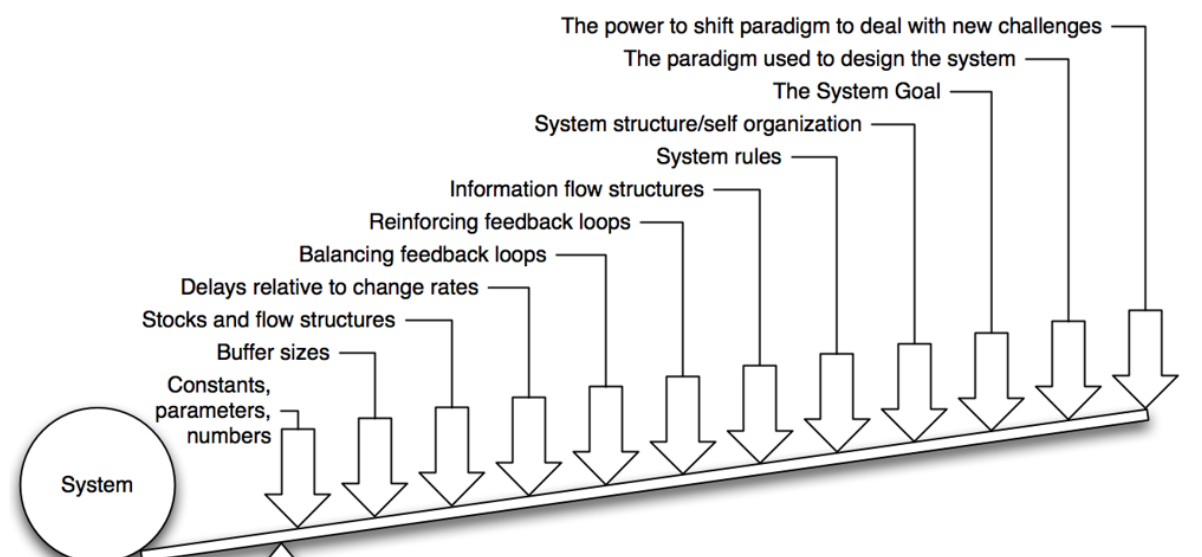 The power to shift paradigm to deal with new challenges
The paradigm used to design the system
The System Goal
System structure/self organization
System rules
Information flow structures
Reinforcing feedback loops
Balancing feedback loops
Delays relative to change rates
Stocks and flow structures
Buffer sizes
Constants,
parameters,
numbers
System